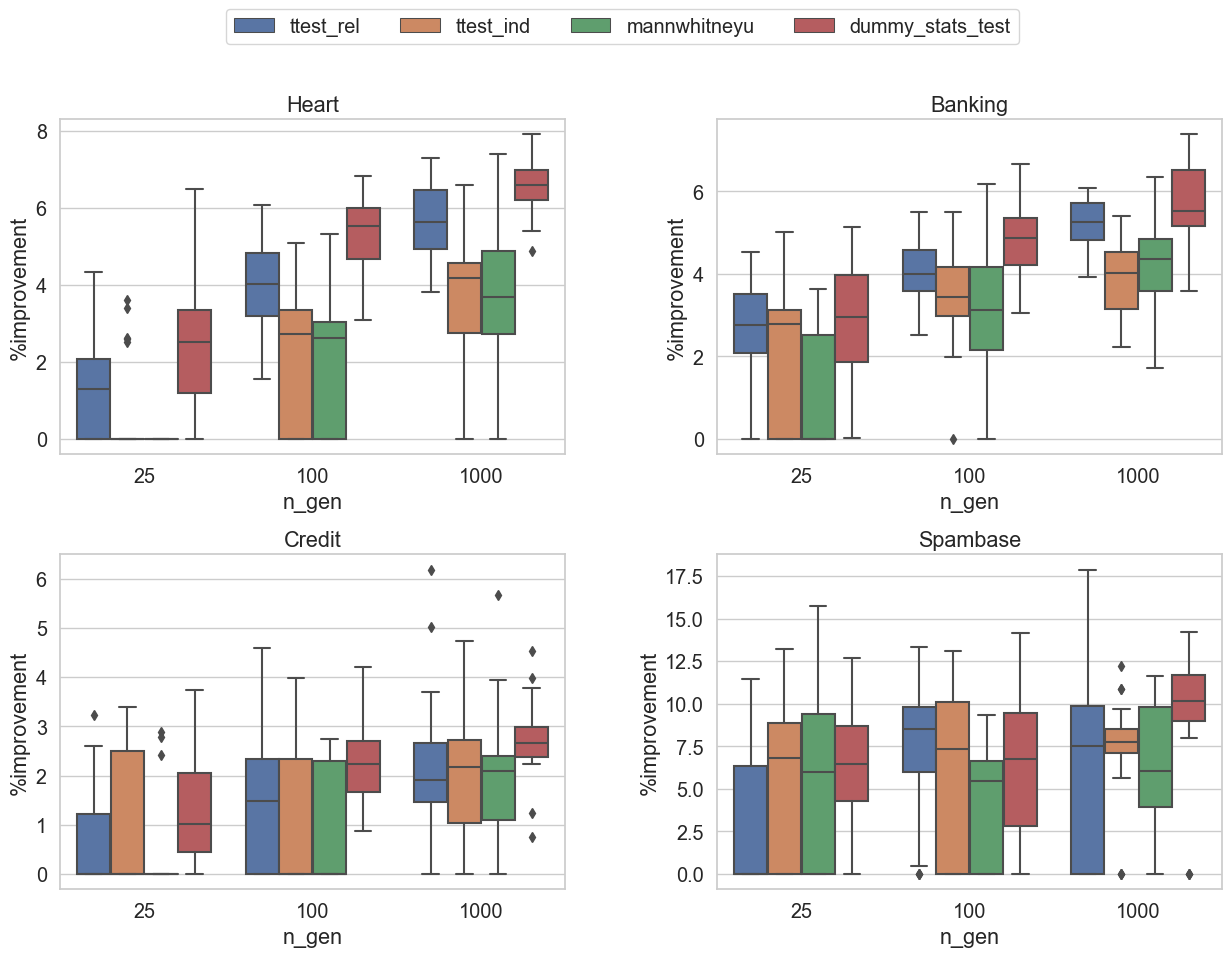 ttest_rel ttest_ind mannwhitneyu dummy_stats_test
Heart
8
6
4
2
0
%improvement
25 100 1000
n_gen
Banking
6
4
2
0
%improvement
25 100 1000
n_gen
Credit
6
5
4
3
2
1
0
%improvement
25 100 1000
n_gen
Spambase
17.5
15.0
12.5
10.0
7.5
5.0
2.5
0.0
%improvement
25 100 1000
n_gen